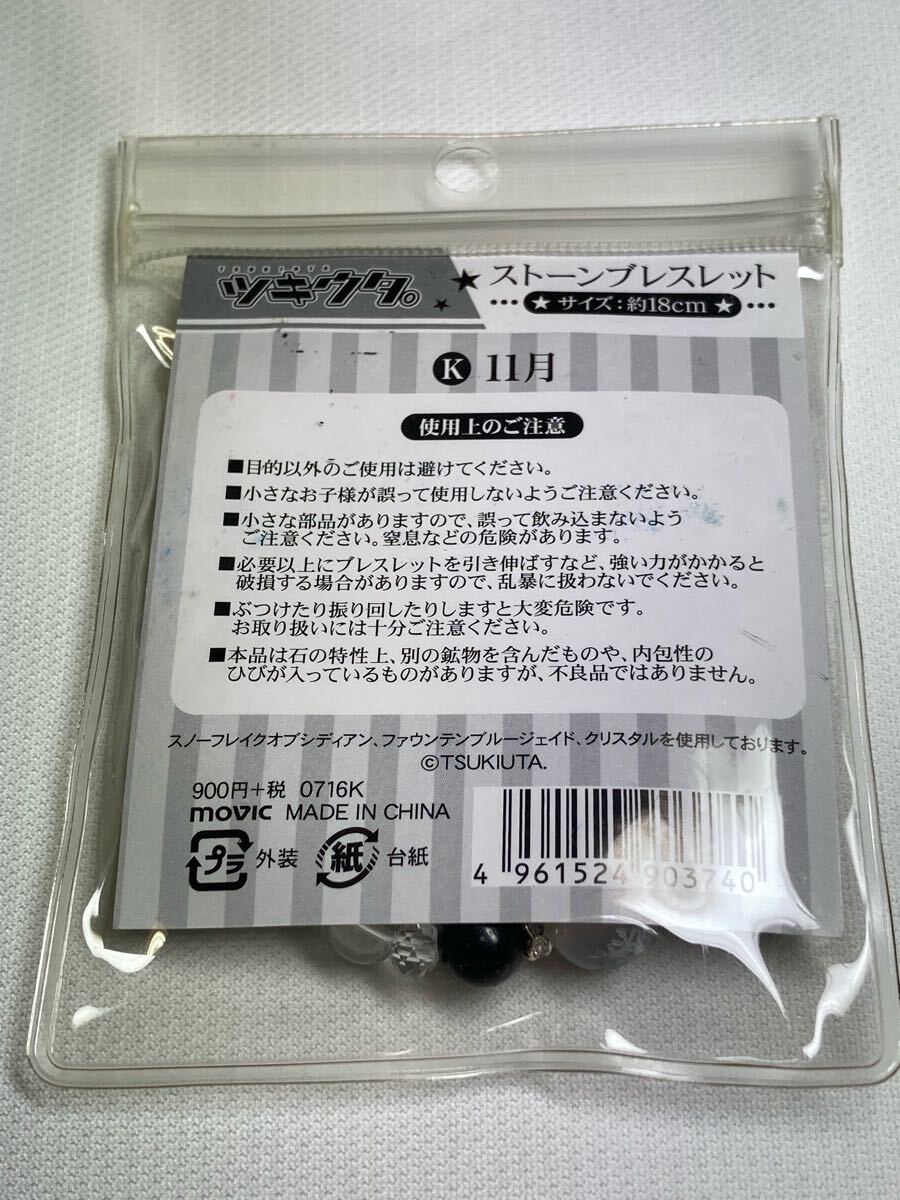 TSUKIUTA
ツキウタ。
ストーンブレスレット
サイズ:約18cm
K 11月
使用上のご注意
■目的以外のご使用は避けてください。
■小さなお子様が誤って使用しないようご注意ください。
■小さな部品がありますので、誤って飲み込まないよう
ご注意ください。窒息などの危険があります。
■必要以上にブレスレットを引き伸ばすなど、強い力がかかると
破損する場合がありますので、乱暴に扱わないでください。
■ぶつけたり振り回したりしますと大変危険です。
お取り扱いには十分ご注意ください。
■本品は石の特性上、別の鉱物を含んだものや、内包性の
ひびが入っているものがありますが、不良品ではありません。
スノーフレイクオブシディアン、ファウンテンブルージェイド、クリスタルを使用しております。
©TSUKIUTA.
900円+税 0716K
movic MADE IN CHINA
プラ 外装 紙 台紙
4 961524 903740